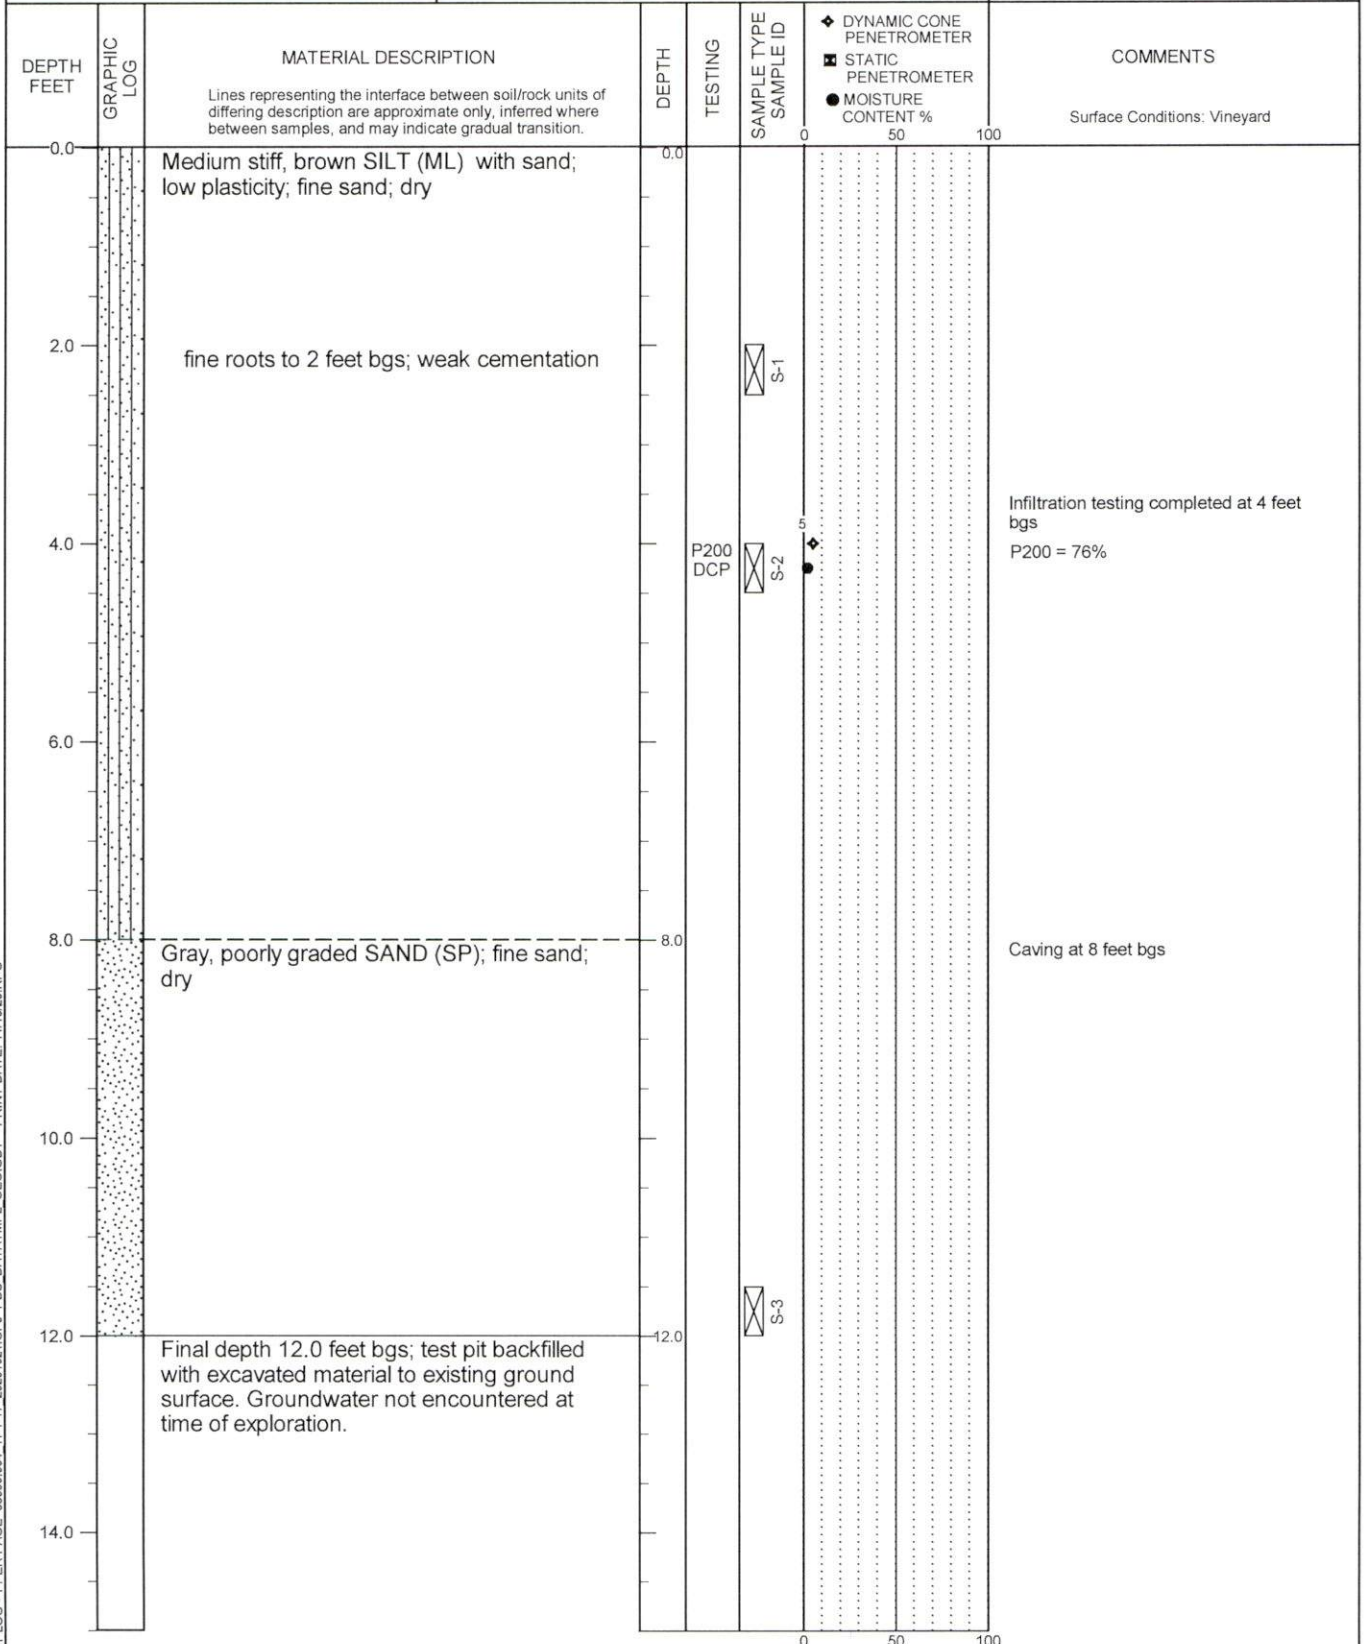 DEPTH
FEET
GRAPHIC
LOG
MATERIAL DESCRIPTION
Lines representing the interface between soil/rock units of
differing description are approximate only, inferred where
between samples, and may indicate gradual transition.
DEPTH
TESTING
SAMPLE TYPE
SAMPLE ID
DYNAMIC CONE
PENETROMETER
STATIC
PENETROMETER
MOISTURE
CONTENT %
0 50 100
COMMENTS
Surface Conditions: Vineyard
0.0
Medium stiff, brown SILT (ML) with sand;
low plasticity; fine sand; dry
0.0
2.0
fine roots to 2 feet bgs; weak cementation
S-1
Infiltration testing completed at 4 feet
bgs
5
4.0
P200
DCP
S-2
P200 = 76%
6.0
8.0
8.0
Gray, poorly graded SAND (SP); fine sand;
dry
Caving at 8 feet bgs
10.0
S-3
12.0
12.0
Final depth 12.0 feet bgs; test pit backfilled
with excavated material to existing ground
surface. Groundwater not encountered at
time of exploration.
14.0
0 50 100